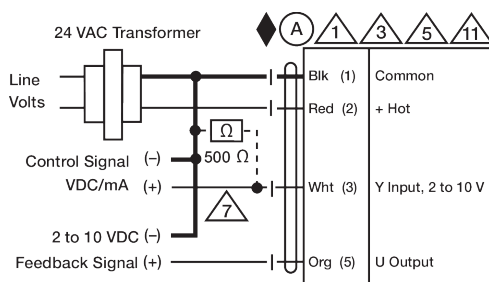 24 VAC Transformer
A 1 3 5 11
Line
Volts
Blk (1) Common
Red (2) + Hot
Ω
500 Ω
Control Signal (-)
VDC/mA (+)
Wht (3) Y Input, 2 to 10 V
7
2 to 10 VDC (-)
Feedback Signal (+)
Org (5) U Output